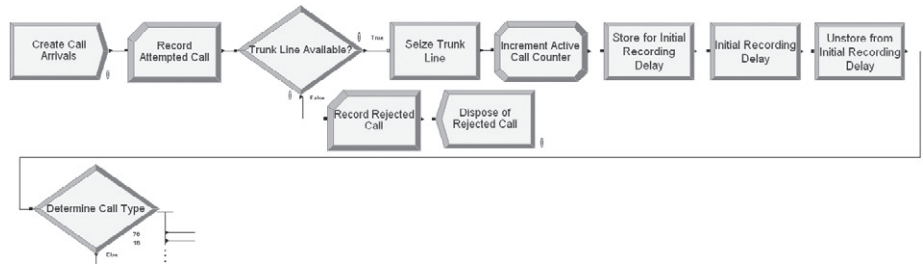 Create Call
Arrivals
Record
Attempted Call
Trunk Line Available?
True
False
Seize Trunk
Line
Increment Active
Call Counter
Store for Initial
Recording
Delay
Initial Recording
Delay
Unstore from
Initial Recording
Delay
Record Rejected
Call
Dispose of
Rejected Call
Determine Call Type
76
16
Else